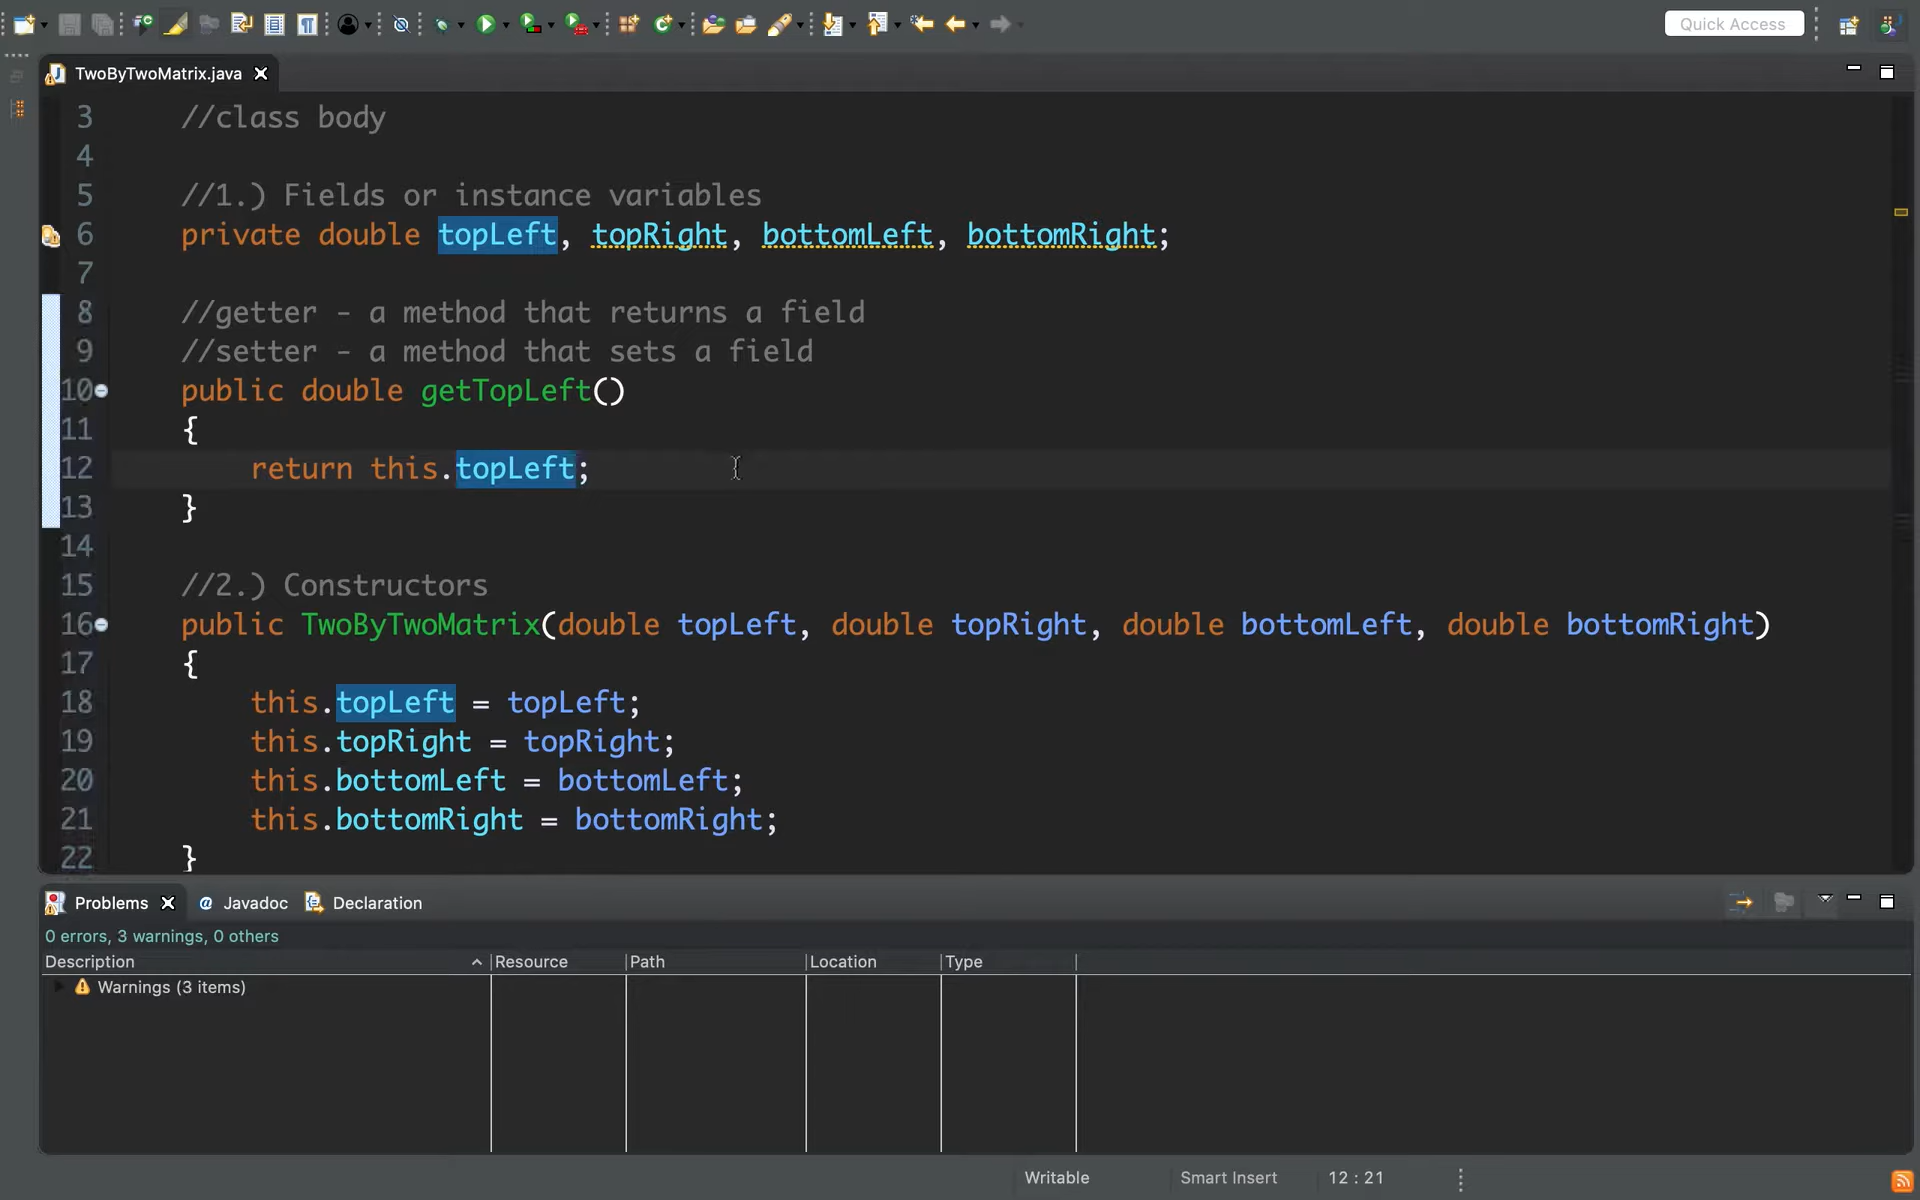 Quick Access
TwoByTwoMatrix.java
3 //class body
4
5 //1.) Fields or instance variables
6 private double topLeft, topRight, bottomLeft, bottomRight;
7
8 //getter - a method that returns a field
9 //setter - a method that sets a field
10 public double getTopLeft()
11 {
12 return this.topLeft;
13 }
14
15 //2.) Constructors
16 public TwoByTwoMatrix(double topLeft, double topRight, double bottomLeft, double bottomRight)
17 {
18 this.topLeft = topLeft;
19 this.topRight = topRight;
20 this.bottomLeft = bottomLeft;
21 this.bottomRight = bottomRight;
22 }
Problems @ Javadoc Declaration
0 errors, 3 warnings, 0 others
Description Resource Path Location Type
Warnings (3 items)
Writable Smart Insert 12 : 21